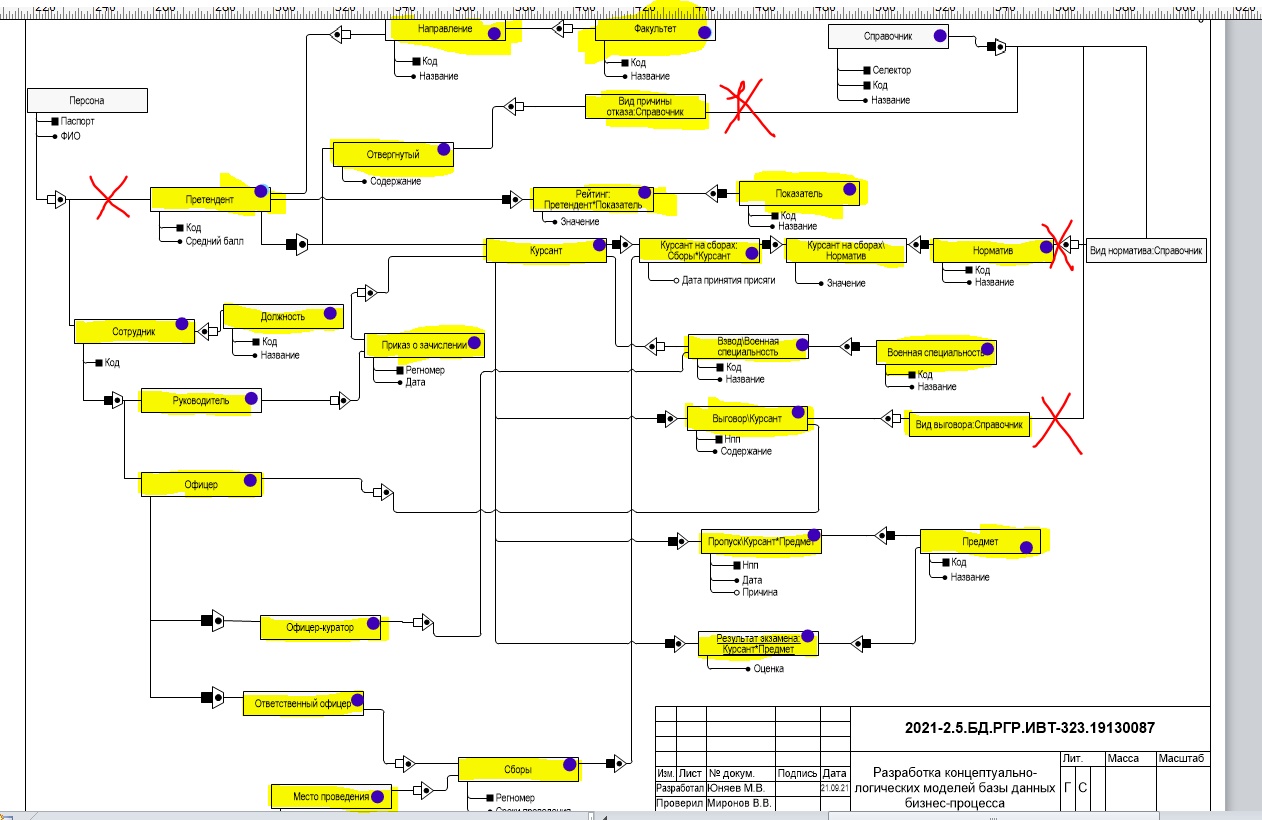 Направление
Факультет
Справочник
Код
Название
Код
Название
Селектор
Код
Название
Персона
Паспорт
ФИО
Вид причины
отказа:Справочник
Отвергнутый
Содержание
Претендент
Код
Средний балл
Рейтинг:
Претендент*Показатель
Значение
Показатель
Код
Название
Курсант
Курсант на сборах:
Сборы*Курсант
Дата принятия присяги
Курсант на сборах\
Норматив
Значение
Норматив
Код
Название
Вид норматива:Справочник
Сотрудник
Код
Должность
Код
Название
Приказ о зачислении
Регномер
Дата
Взвод\Военная
специальность
Код
Название
Военная специальность
Код
Название
Руководитель
Выговор\Курсант
Нпп
Содержание
Вид выговора:Справочник
Офицер
Пропуск\Курсант*Предмет
Нпп
Дата
Причина
Предмет
Код
Название
Офицер-куратор
Результат экзамена:
Курсант*Предмет
Оценка
Ответственный офицер
Сборы
Регномер
Место проведения
2021-2.5.БД.РГР.ИВТ-323.19130087
Изм. Лист № докум. Подпись Дата
Разработал Юняев М.В. 21.09.21
Проверил Миронов В.В.
Разработка концептуально-
логических моделей базы данных
бизнес-процесса
Лит. Масса Масштаб
Г С